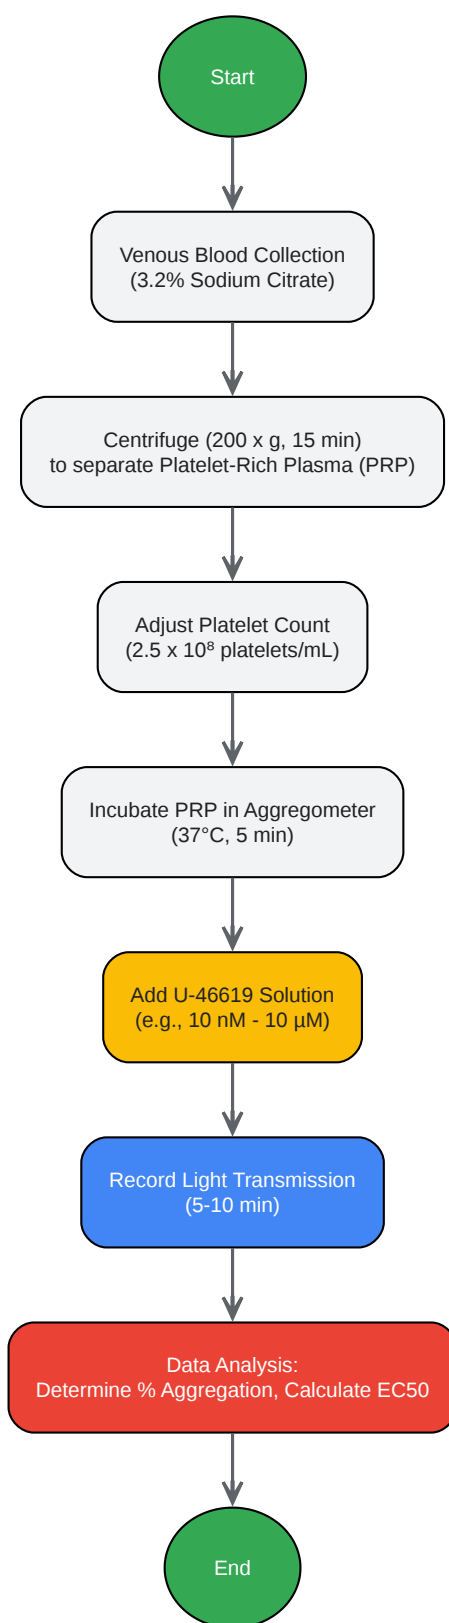 Start
Venous Blood Collection
(3.2% Sodium Citrate)
Centrifuge (200 x g, 15 min)
to separate Platelet-Rich Plasma (PRP)
Adjust Platelet Count
(2.5 x 10⁸ platelets/mL)
Incubate PRP in Aggregometer
(37°C, 5 min)
Add U-46619 Solution
(e.g., 10 nM - 10 µM)
Record Light Transmission
(5-10 min)
Data Analysis:
Determine % Aggregation, Calculate EC50
End